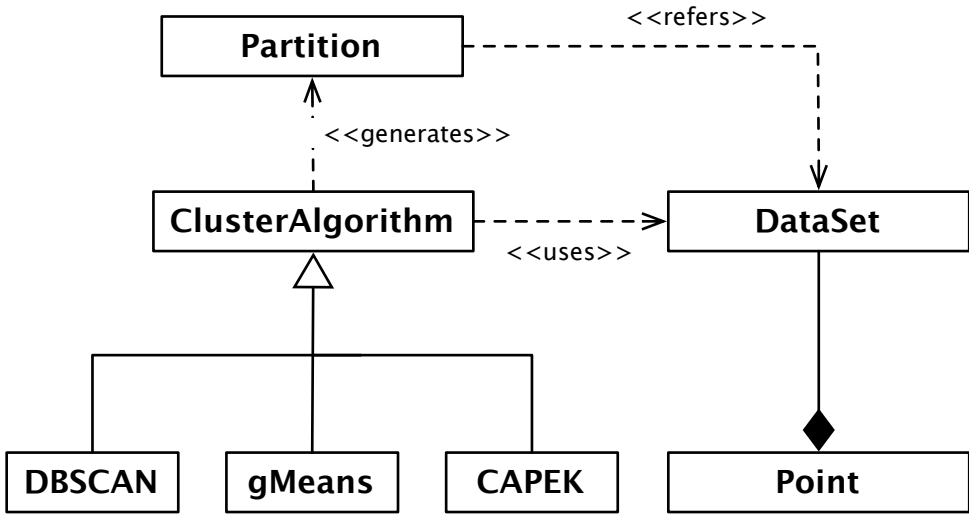 <<refers>>
Partition
<<generates>>
ClusterAlgorithm
DataSet
<<uses>>
DBSCAN
gMeans
CAPEK
Point